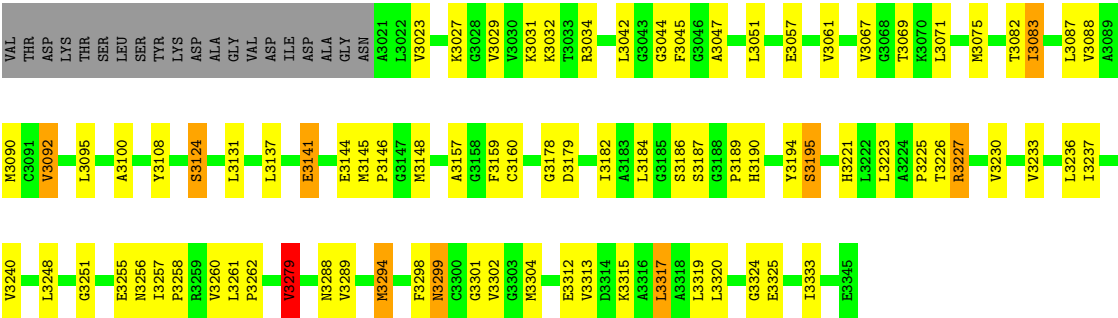 VAL THR ASP LYS THR SER LEU SER TYR LYS ASP ALA GLY VAL ASP ILE ASP ALA GLY ASN A3021 L3022 V3023 K3027 G3028 V3029 V3030 K3031 K3032 T3033 R3034 L3042 G3043 G3044 F3045 G3046 A3047 L3051 E3057 V3061 V3067 G3068 T3069 K3070 L3071 M3075 T3082 I3083 L3087 V3088 A3089
M3090 C3091 V3092 L3095 A3100 Y3108 S3124 L3131 L3137 E3141 E3144 M3145 P3146 G3147 M3148 A3157 G3158 F3159 C3160 G3178 D3179 I3182 A3183 L3184 G3185 S3186 S3187 G3188 P3189 H3190 Y3194 S3195 H3221 L3222 L3223 A3224 P3225 T3226 R3227 V3230 V3233 L3236 I3237
V3240 L3248 G3251 E3255 N3256 I3257 P3258 R3259 V3260 L3261 P3262 V3279 N3288 V3289 M3294 F3298 N3299 C3300 G3301 V3302 G3303 M3304 E3312 V3313 D3314 K3315 A3316 L3317 A3318 L3319 L3320 G3324 E3325 I3333 E3345